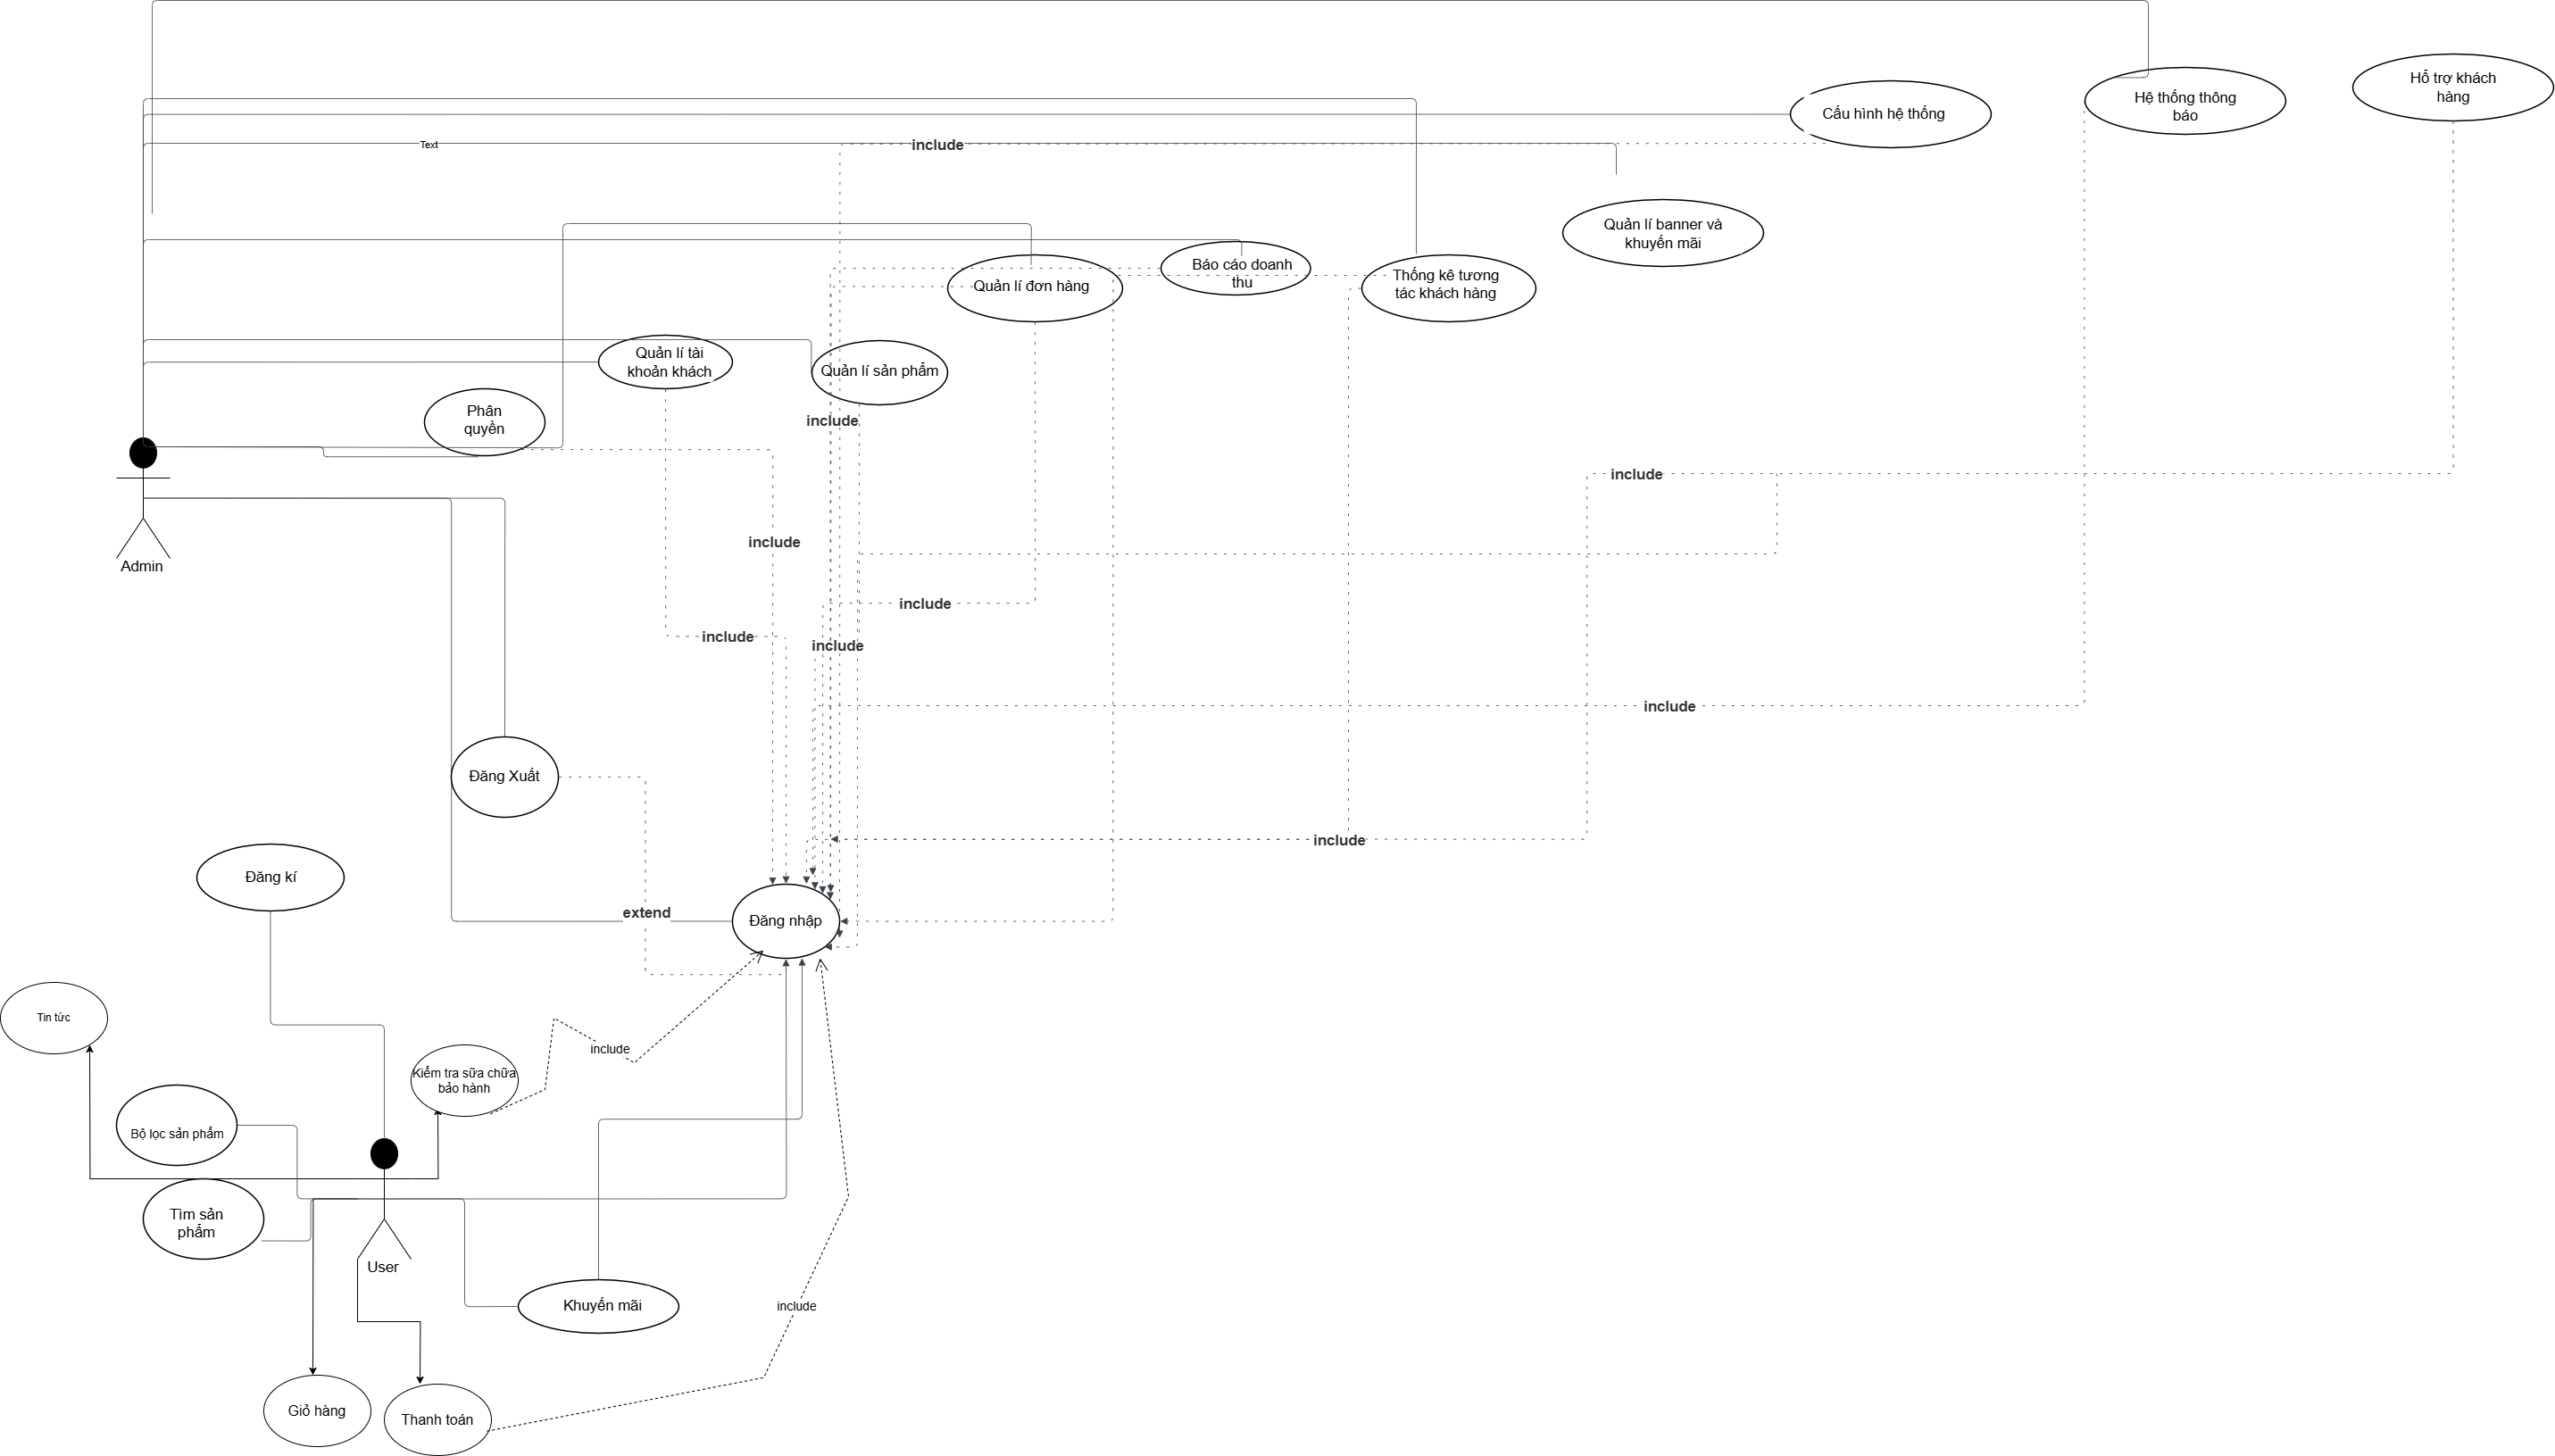 Hổ trợ khách
hàng
Hệ thống thông
báo
Cấu hình hệ thống
Text
include
Quản lí banner và
khuyến mãi
Báo cáo doanh
thu
Thống kê tương
tác khách hàng
Quản lí đơn hàng
Quản lí tài
khoản khách
Quản lí sản phẩm
Phân
quyền
include
include
include
Admin
include
include
include
include
Đăng Xuất
include
Đăng kí
extend
Đăng nhập
Tin tức
include
Kiểm tra sữa chữa
bảo hành
Bộ lọc sản phẩm
Tìm sản
phẩm
User
Khuyến mãi
include
Giỏ hàng
Thanh toán